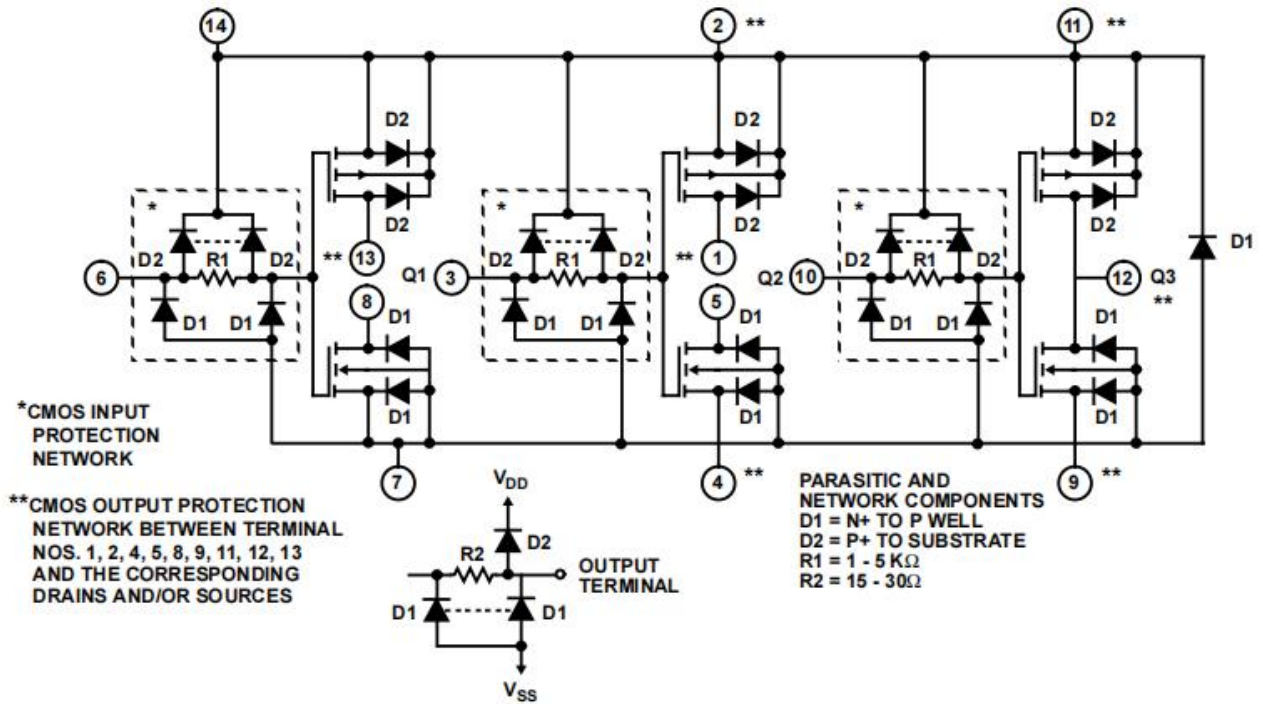 14
2 **
11 **
D2
D2
D2
D2
D2
D2
*
*
*
D1
D2 R1 D2
** 13
Q1
D2 R1 D2
** 1
Q2
D2 R1 D2
6
3
10
12 Q3
**
8
5
D1 D1
D1
D1 D1
D1
D1 D1
D1
D1
D1
D1
*CMOS INPUT
PROTECTION
NETWORK
7
4 **
9 **
**CMOS OUTPUT PROTECTION
NETWORK BETWEEN TERMINAL
NOS. 1, 2, 4, 5, 8, 9, 11, 12, 13
AND THE CORRESPONDING
DRAINS AND/OR SOURCES
VDD
D2
R2
OUTPUT
TERMINAL
D1 D1
VSS
PARASITIC AND
NETWORK COMPONENTS
D1 = N+ TO P WELL
D2 = P+ TO SUBSTRATE
R1 = 1 - 5 KΩ
R2 = 15 - 30Ω